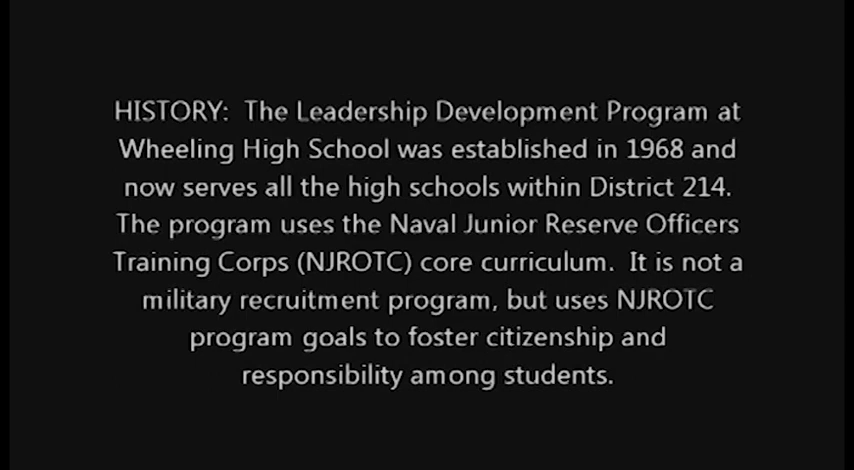 HISTORY:  The Leadership Development Program at
Wheeling High School was established in 1968 and
now serves all the high schools within District 214.
The program uses the Naval Junior Reserve Officers
Training Corps (NJROTC) core curriculum.  It is not a
military recruitment program, but uses NJROTC
program goals to foster citizenship and
responsibility among students.